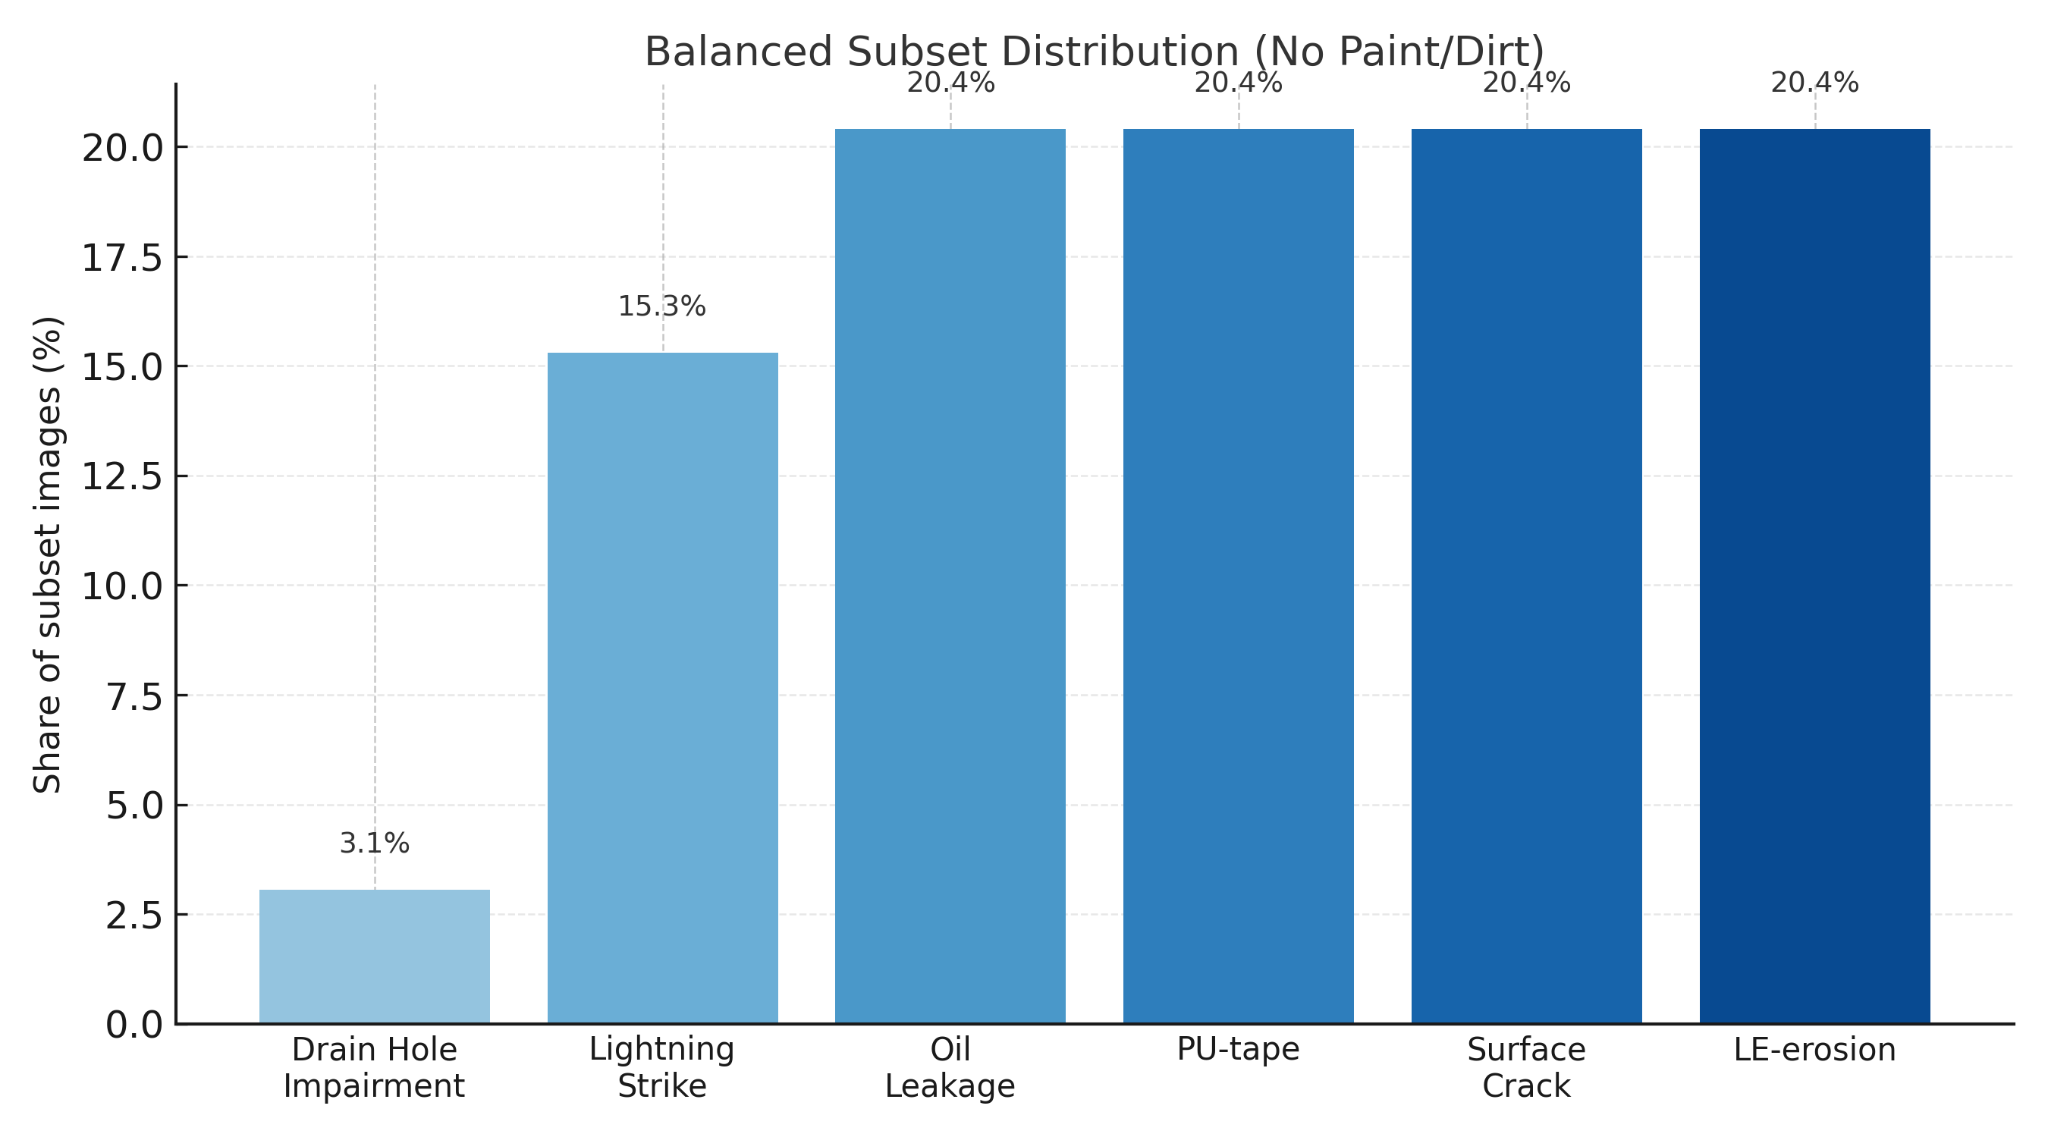 Balanced Subset Distribution (No Paint/Dirt)
20.4%
20.4%
20.4%
20.4%
15.3%
3.1%
Share of subset images (%)
20.0
17.5
15.0
12.5
10.0
7.5
5.0
2.5
0.0
Drain Hole
Impairment
Lightning
Strike
Oil
Leakage
PU-tape
Surface
Crack
LE-erosion